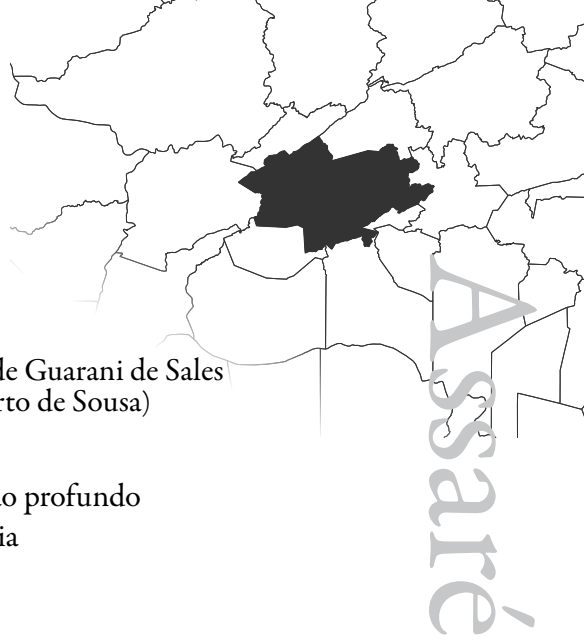 de Guarani de Sales
rto de Sousa)
o profundo
ia
Assaré